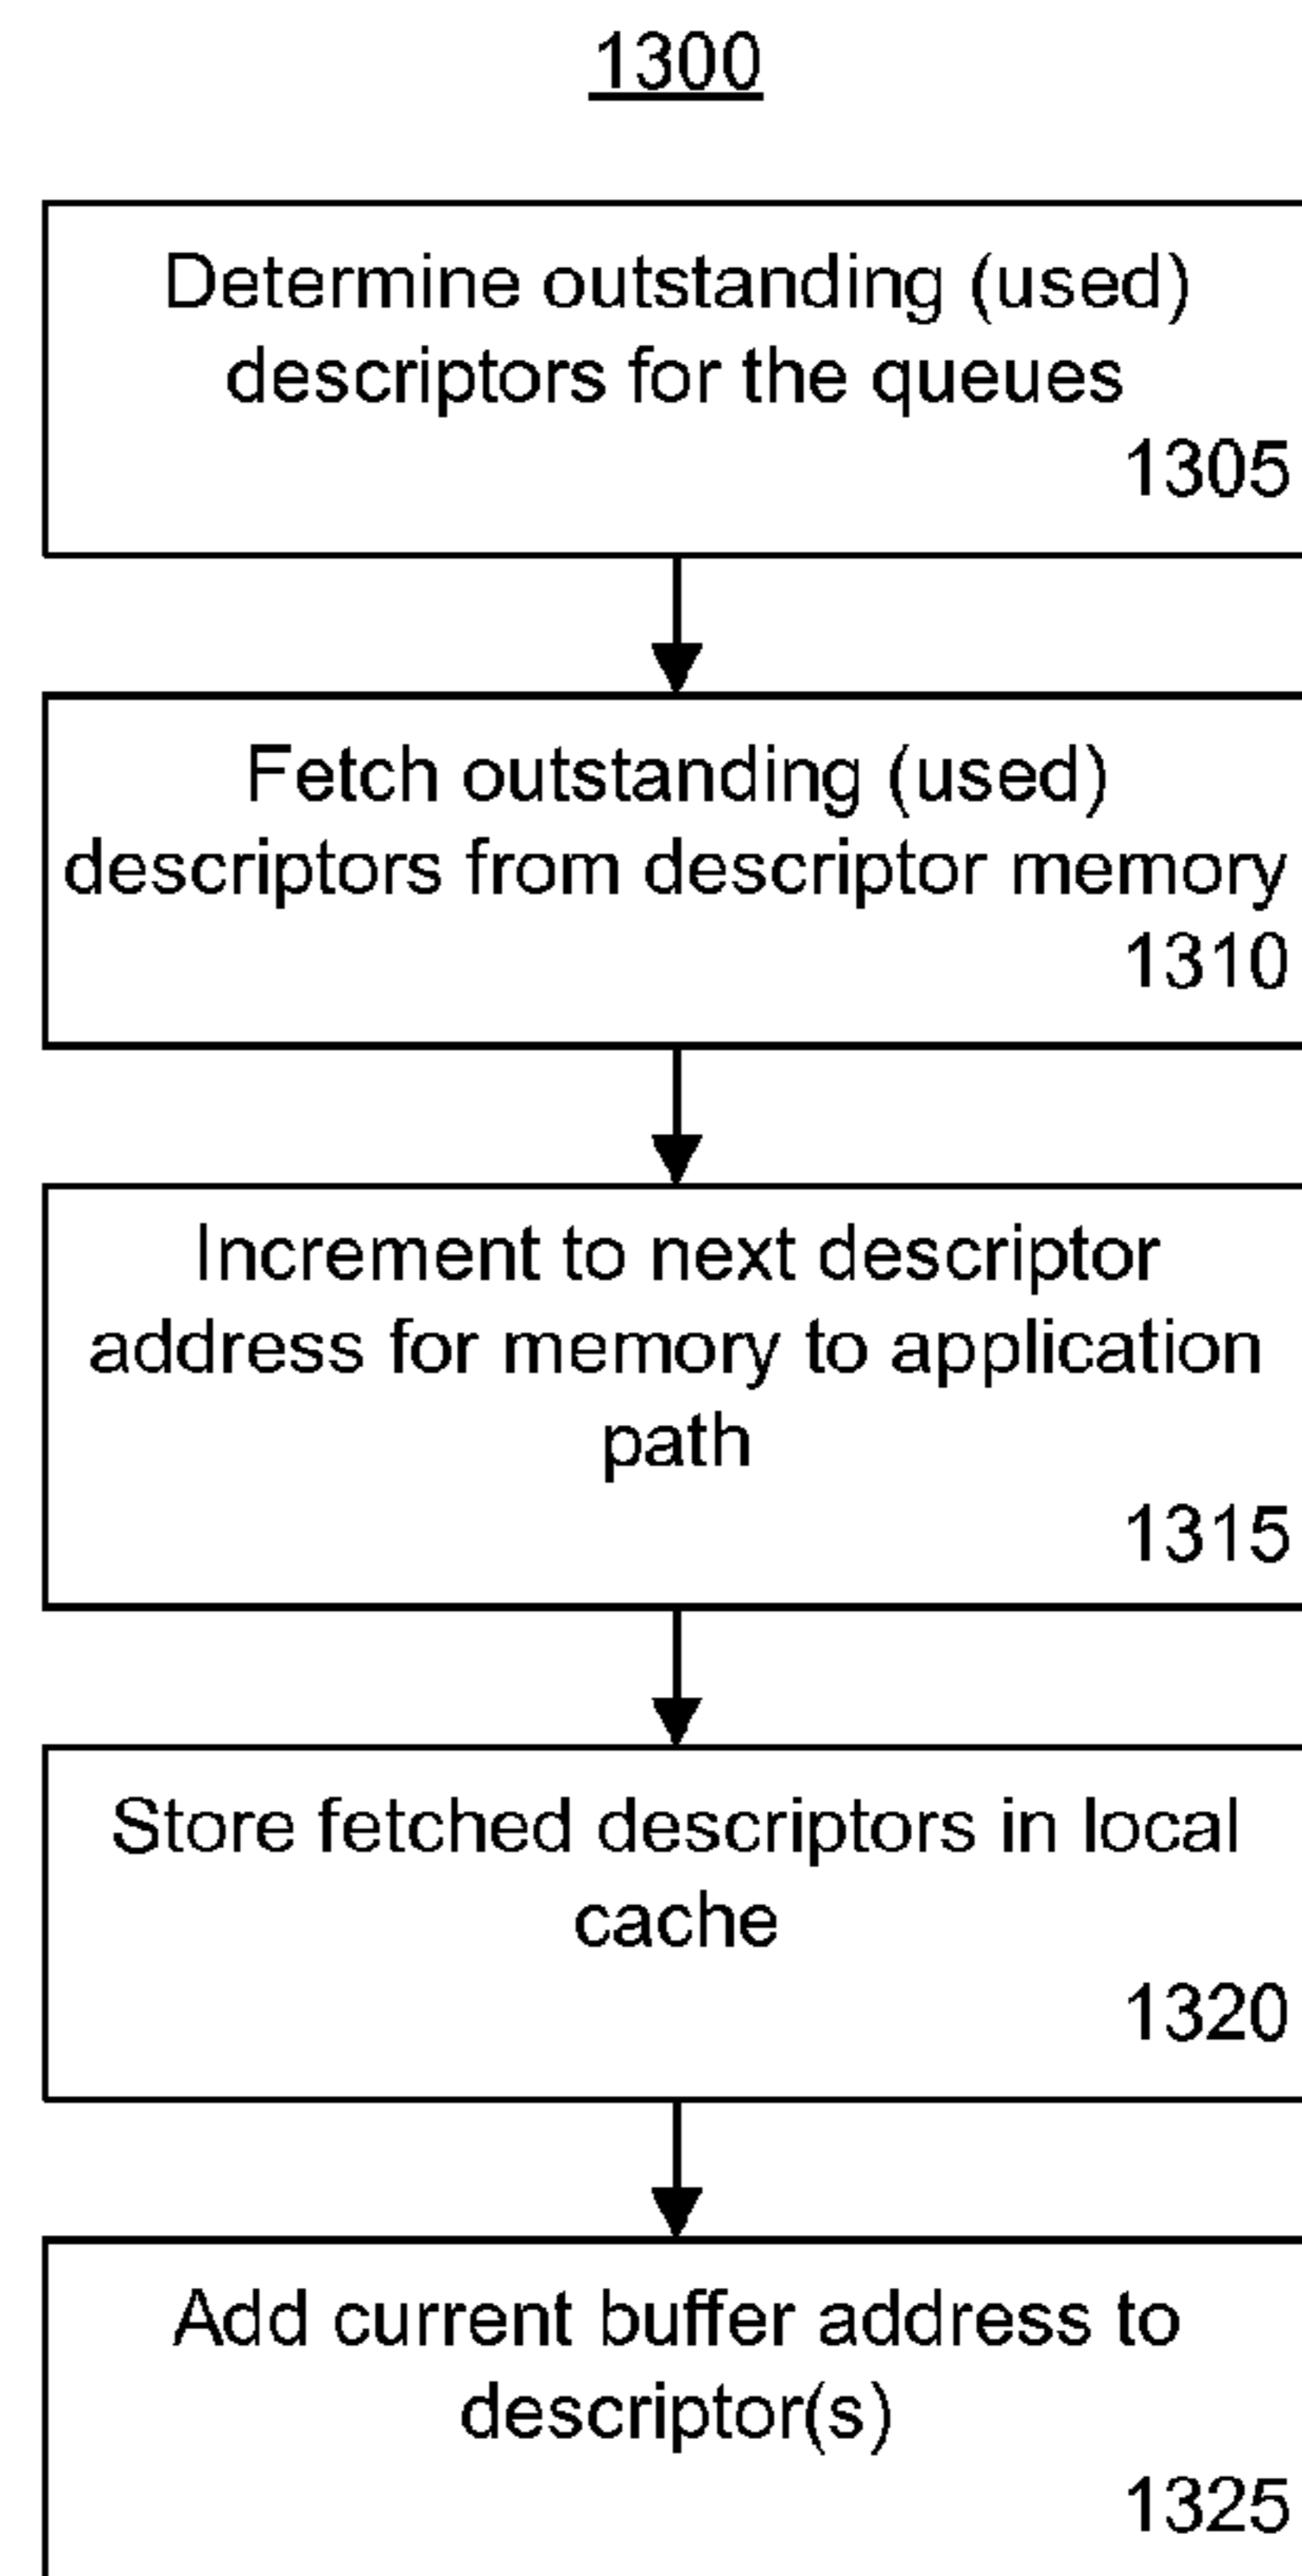 1300
Determine outstanding (used)
descriptors for the queues
1305
Fetch outstanding (used)
descriptors from descriptor memory
1310
Increment to next descriptor
address for memory to application
path
1315
Store fetched descriptors in local
cache
1320
Add current buffer address to
descriptor(s)
1325